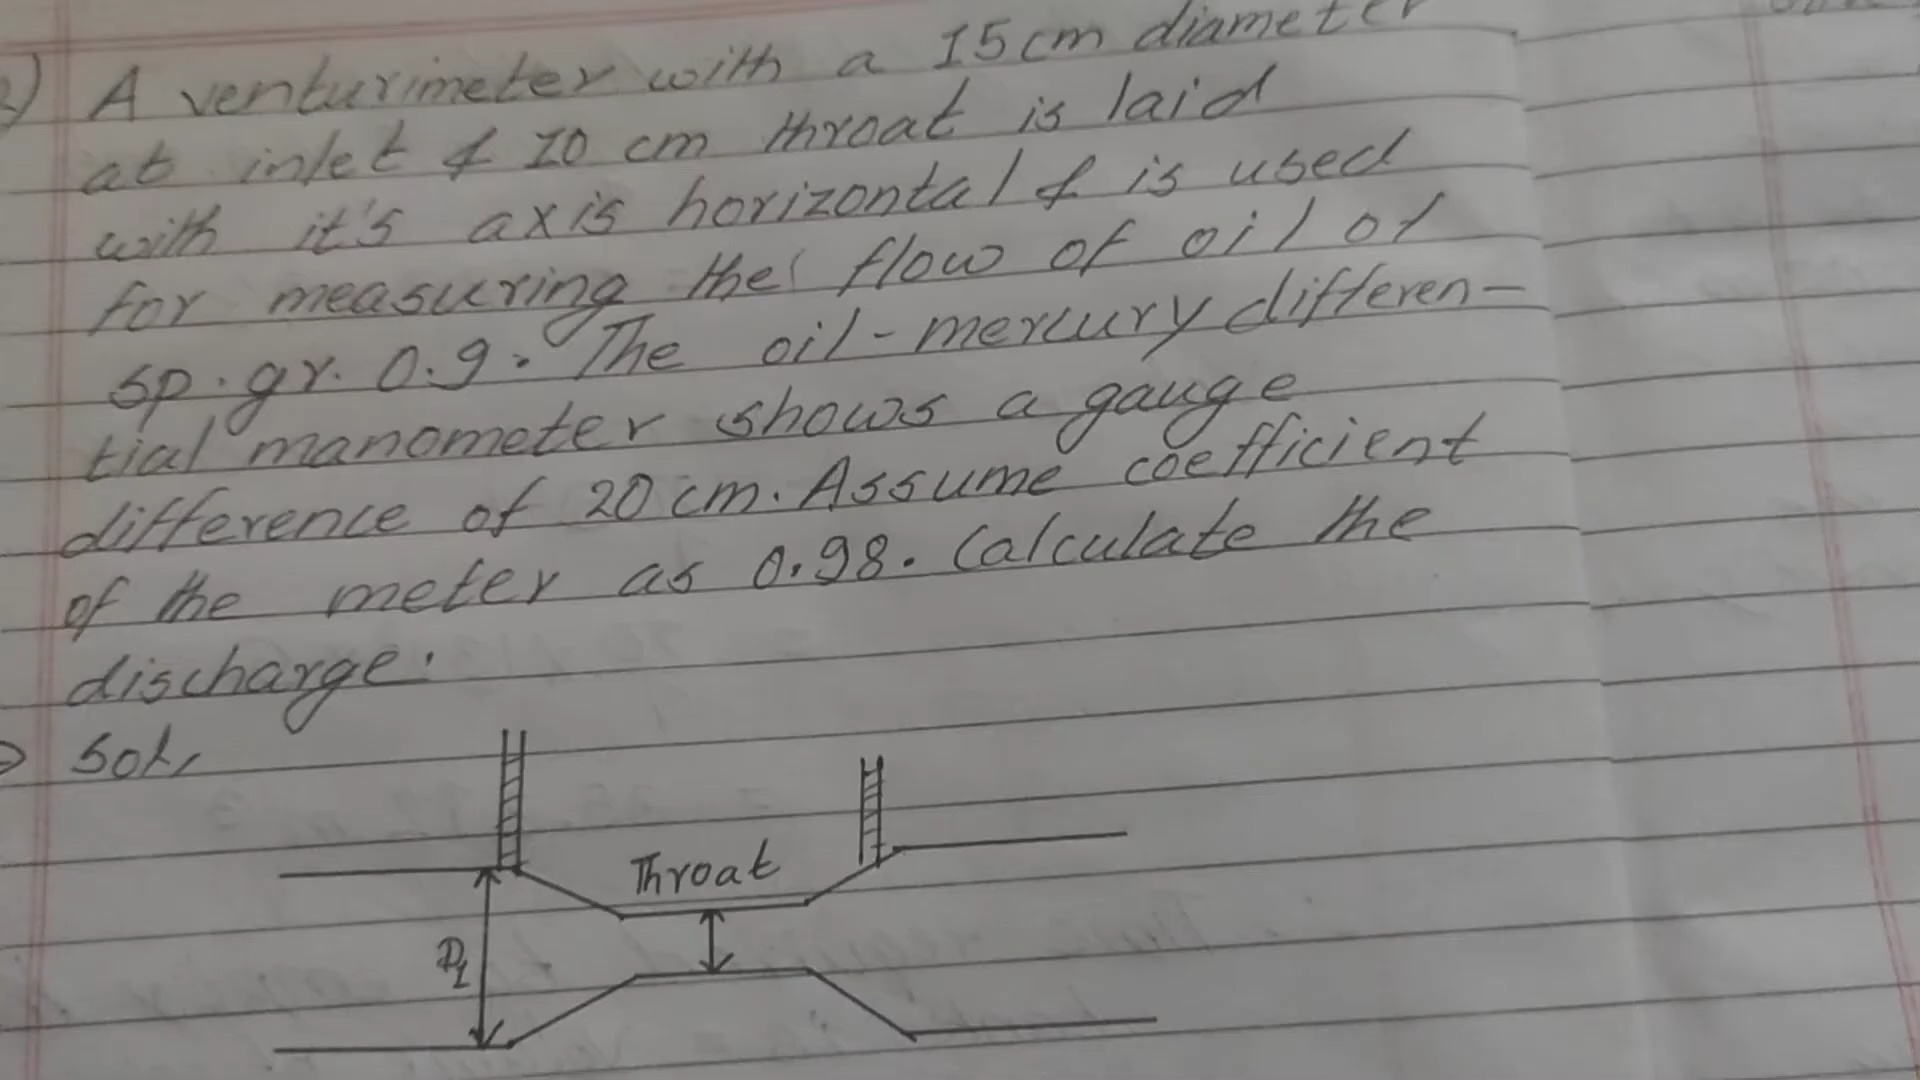 2) A venturimeter with a 15cm diameter
at inlet & 10 cm throat is laid
with it's axis horizontal & is used
for measuring the flow of oil of
sp.gr. 0.9. The oil-mercury differen-
tial manometer shows a gauge
difference of 20 cm. Assume coefficient
of the meter as 0.98. Calculate the
discharge.
→ Sol,
Throat
D1